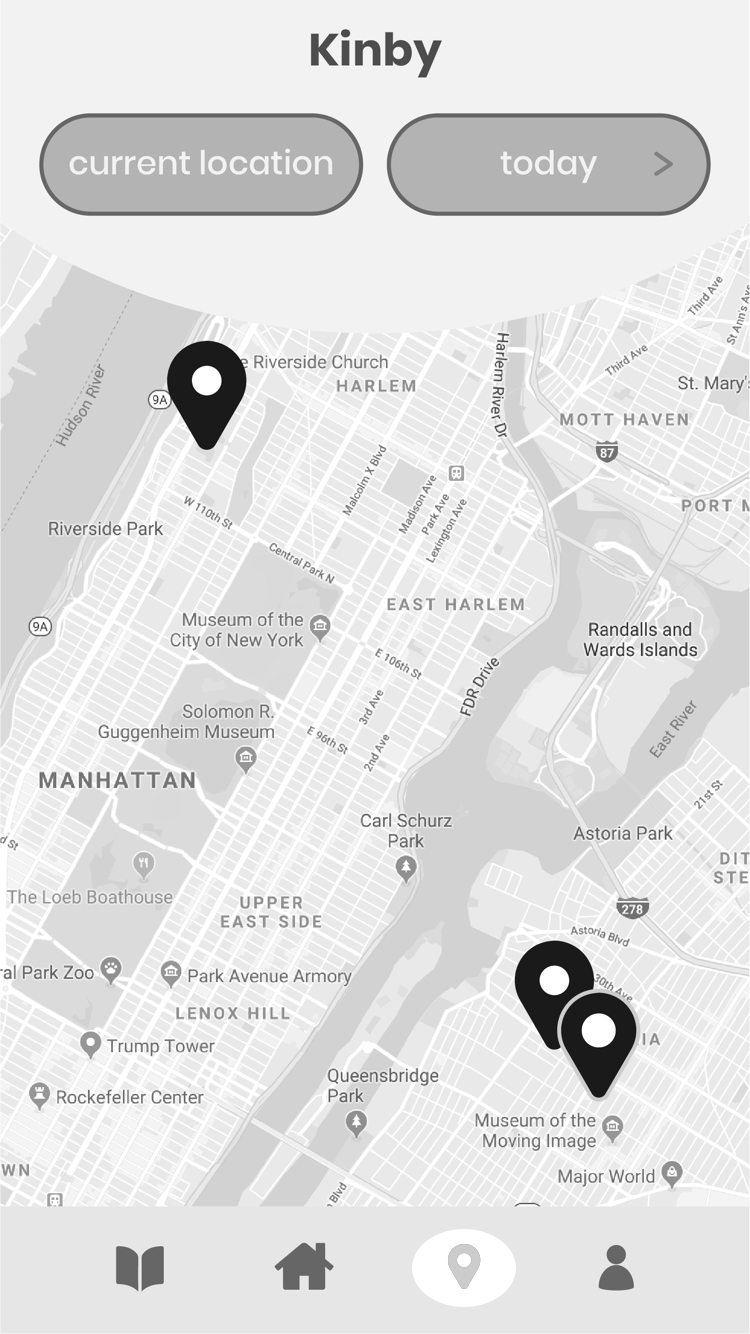 Kinby
current location
today
Third Ave
St Ann's Ave
Third Ave
e Riverside Church
HARLEM
Harlem River Dr
St. Mary's
9A
Hudson River
MOTT HAVEN
87
Malcolm X Blvd
Madison Ave
Park Ave
Lexington Ave
PORT M
W 110th St
Riverside Park
Central Park N
EAST HARLEM
9A
Museum of the
City of New York
Randalls and
Wards Islands
E 106th St
FDR Drive
3rd Ave
East River
Solomon R.
Guggenheim Museum
E 96th St
2nd Ave
MANHATTAN
21st St
Carl Schurz
Park
Astoria Park
d St
DIT
STE
The Loeb Boathouse
UPPER
EAST SIDE
278
Astoria Blvd
ral Park Zoo
Park Avenue Armory
30th Ave
LENOX HILL
IA
Trump Tower
Queensbridge
Park
Rockefeller Center
Museum of the
Moving Image
WN
Major World
n Blvd